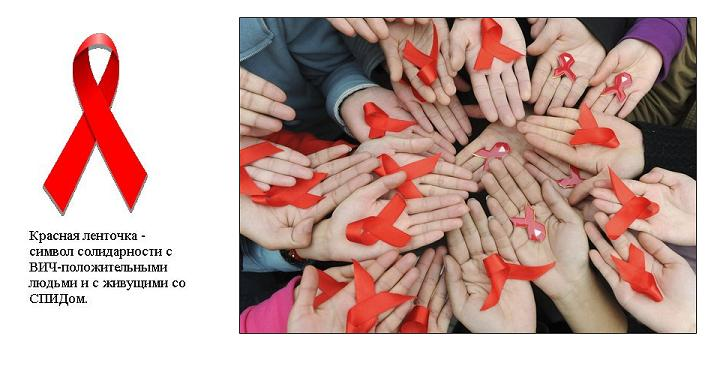 Красная ленточка -
символ солидарности с
ВИЧ-положительными
людьми и с живущими со
СПИДом.